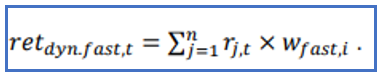 ret_{dyn.fast,t} = ∑_{j=1}^{n} r_{j,t} × w_{fast,i} .